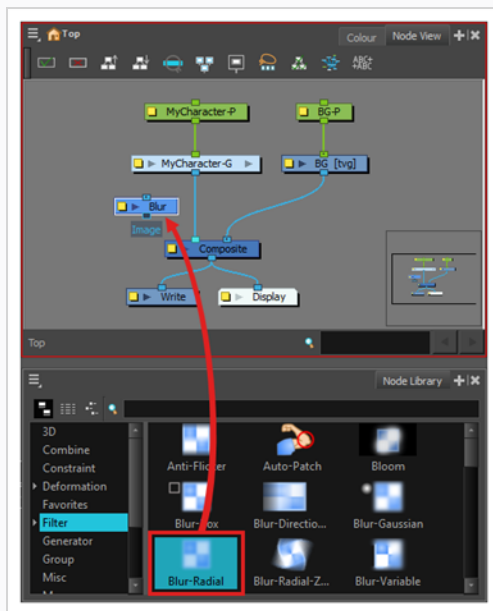 Top
Colour
Node View
ABC+
+ABC
MyCharacter-P
BG-P
MyCharacter-G
BG [tvg]
Blur
Image
Composite
Write
Display
Top
Node Library
3D
Combine
Constraint
Deformation
Favorites
Filter
Generator
Group
Misc
Anti-Flicker
Auto-Patch
Bloom
Blur-Box
Blur-Directio...
Blur-Gaussian
Blur-Radial
Blur-Radial-Z...
Blur-Variable